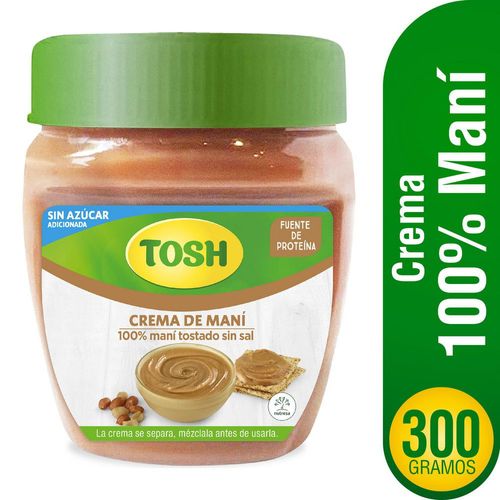 SIN AZÚCAR
ADICIONADA
TOSH
FUENTE
DE
PROTEÍNA
CREMA DE MANÍ
100% maní tostado sin sal
nutresa
La crema se separa, mézclala antes de usarla.
Crema
100% Maní
300
GRAMOS